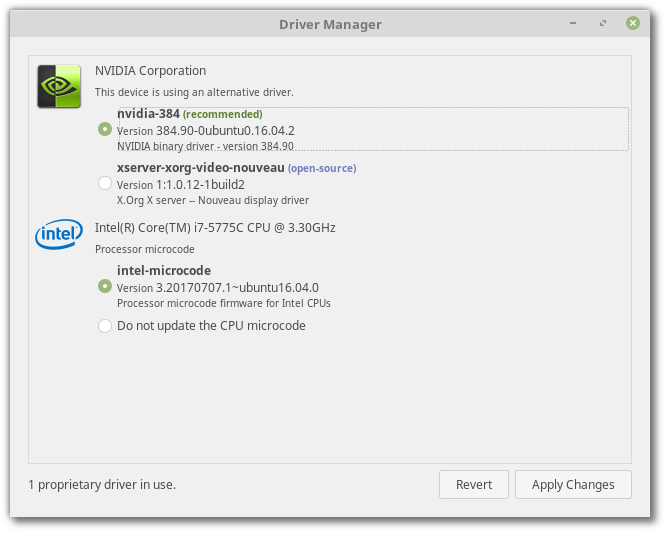 Driver Manager
NVIDIA Corporation
This device is using an alternative driver.
nvidia-384 (recommended)
Version 384.90-0ubuntu0.16.04.2
NVIDIA binary driver - version 384.90
xserver-xorg-video-nouveau (open-source)
Version 1:1.0.12-1build2
X.Org X server -- Nouveau display driver
intel
Intel(R) Core(TM) i7-5775C CPU @ 3.30GHz
Processor microcode
intel-microcode
Version 3.20170707.1~ubuntu16.04.0
Processor microcode firmware for Intel CPUs
Do not update the CPU microcode
1 proprietary driver in use.
Revert
Apply Changes